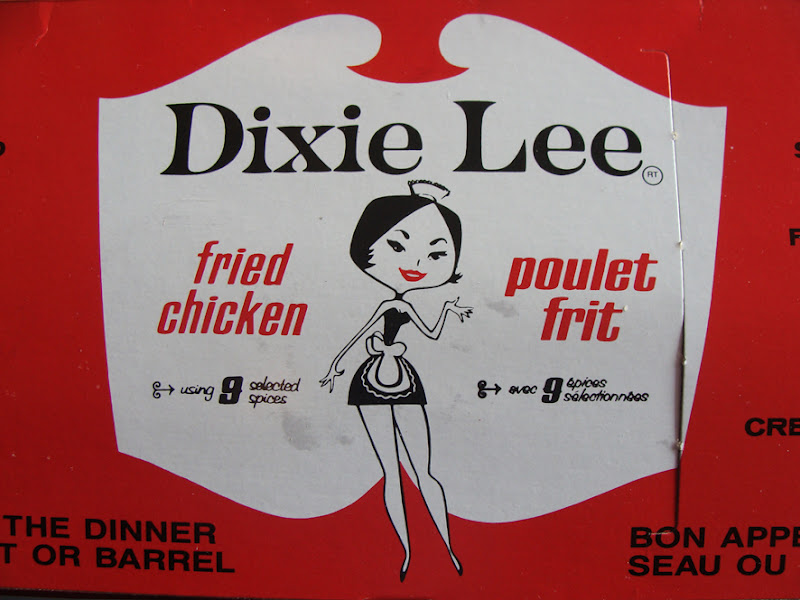 Dixie Lee
RT
fried
chicken
poulet
frit
using 9 selected
spices
avec 9 épices
sélectionnées
CRE
THE DINNER
T OR BARREL
BON APPE
SEAU OU